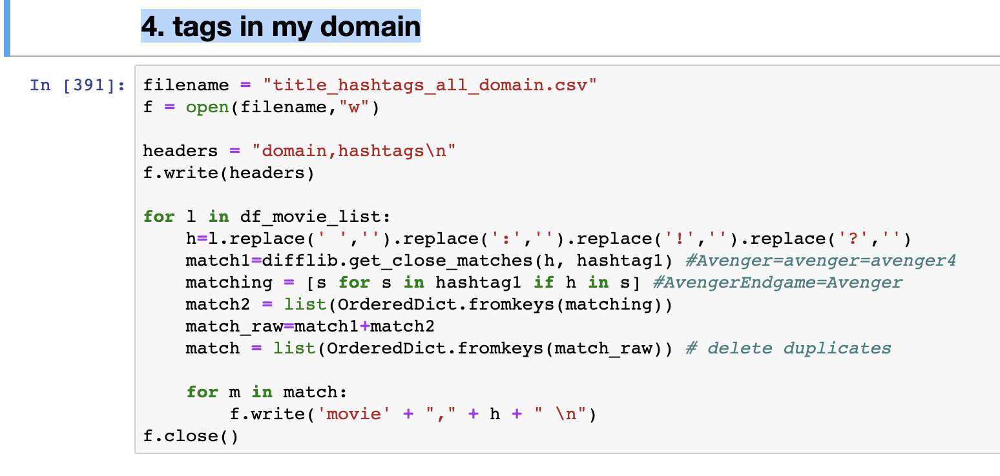 4. tags in my domain
In [391]:
filename = "title_hashtags_all_domain.csv"
f = open(filename,"w")
headers = "domain,hashtags\n"
f.write(headers)
for l in df_movie_list:
    h=l.replace(' ','').replace(':','').replace('!','').replace('?','')
    match1=difflib.get_close_matches(h, hashtag1) #Avenger=avenger=avenger4
    matching = [s for s in hashtag1 if h in s] #AvengerEndgame=Avenger
    match2 = list(OrderedDict.fromkeys(matching))
    match_raw=match1+match2
    match = list(OrderedDict.fromkeys(match_raw)) # delete duplicates
    for m in match:
        f.write('movie' + "," + h + " \n")
f.close()